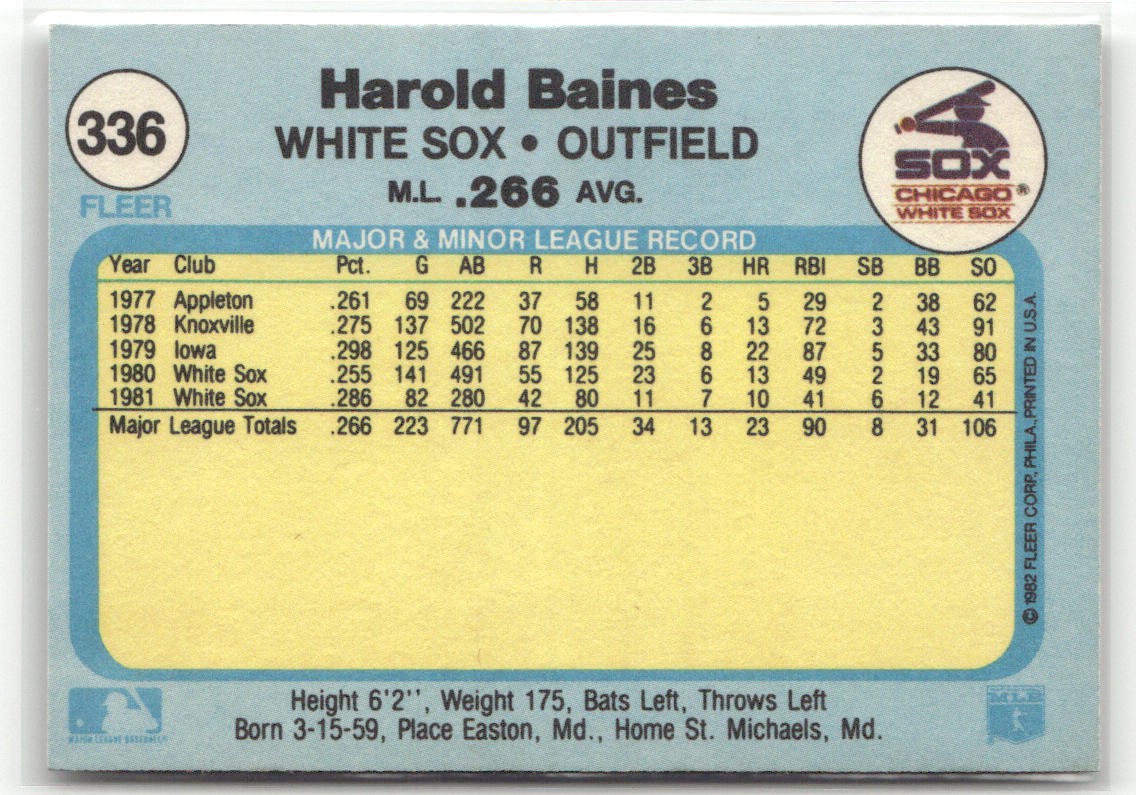 336
FLEER
Harold Baines
WHITE SOX • OUTFIELD
M.L. .266 AVG.
SOX
CHICAGO®
WHITE SOX
MAJOR & MINOR LEAGUE RECORD
Year Club Pct. G AB R H 2B 3B HR RBI SB BB SO
1977 Appleton .261 69 222 37 58 11 2 5 29 2 38 62
1978 Knoxville .275 137 502 70 138 16 6 13 72 3 43 91
1979 Iowa .298 125 466 87 139 25 8 22 87 5 33 80
1980 White Sox .255 141 491 55 125 23 6 13 49 2 19 65
1981 White Sox .286 82 280 42 80 11 7 10 41 6 12 41
Major League Totals .266 223 771 97 205 34 13 23 90 8 31 106
© 1982 FLEER CORP., PHILA., PRINTED IN U.S.A.
Height 6'2'', Weight 175, Bats Left, Throws Left
Born 3-15-59, Place Easton, Md., Home St. Michaels, Md.
MAJOR LEAGUE BASEBALL®
MLB